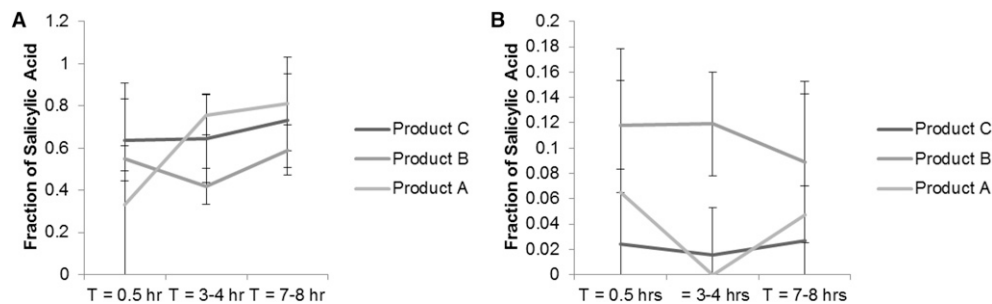 A
Fraction of Salicylic Acid
1.2
1
0.8
0.6
0.4
0.2
0
T = 0.5 hr T = 3-4 hr T = 7-8 hr
Product C
Product B
Product A
B
Fraction of Salicylic Acid
0.2
0.18
0.16
0.14
0.12
0.1
0.08
0.06
0.04
0.02
0
T = 0.5 hrs = 3-4 hrs T = 7-8 hrs
Product C
Product B
Product A